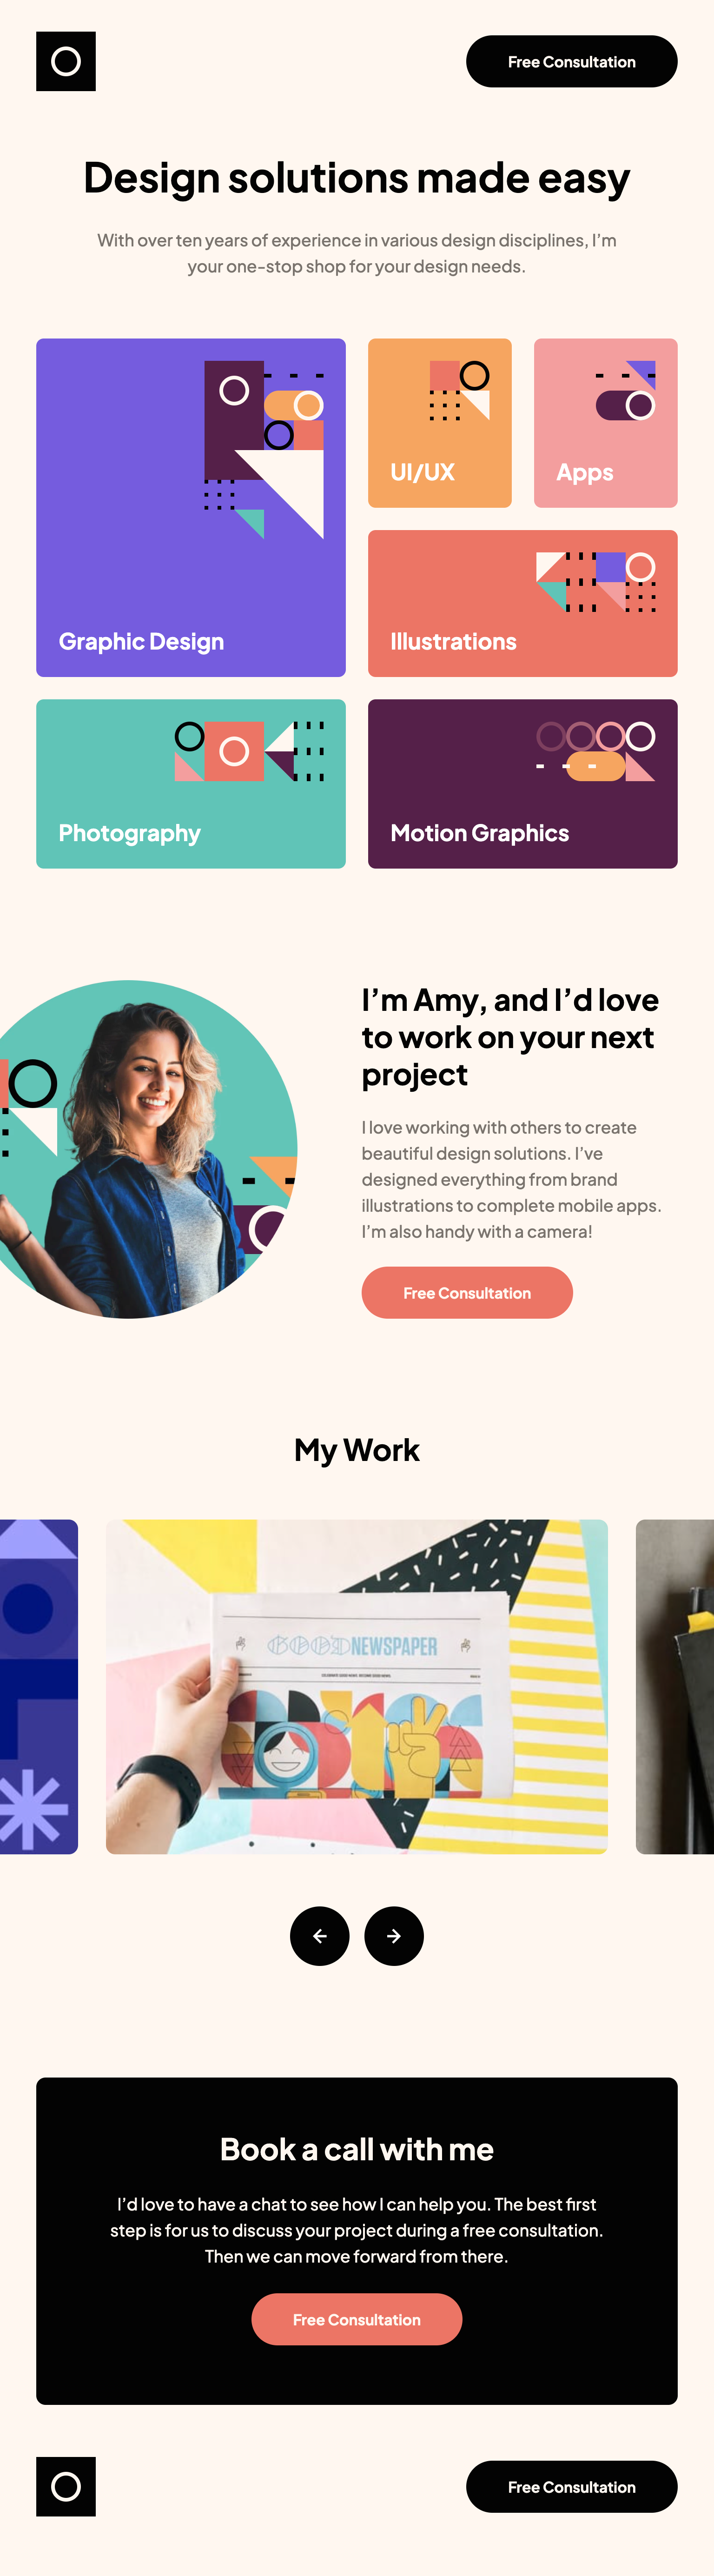 Free Consultation
Design solutions made easy
With over ten years of experience in various design disciplines, I’m
your one-stop shop for your design needs.
Graphic Design
UI/UX
Apps
Illustrations
Photography
Motion Graphics
I’m Amy, and I’d love
to work on your next
project
I love working with others to create
beautiful design solutions. I’ve
designed everything from brand
illustrations to complete mobile apps.
I’m also handy with a camera!
Free Consultation
My Work
GOOD NEWSPAPER
Book a call with me
I’d love to have a chat to see how I can help you. The best first
step is for us to discuss your project during a free consultation.
Then we can move forward from there.
Free Consultation
Free Consultation